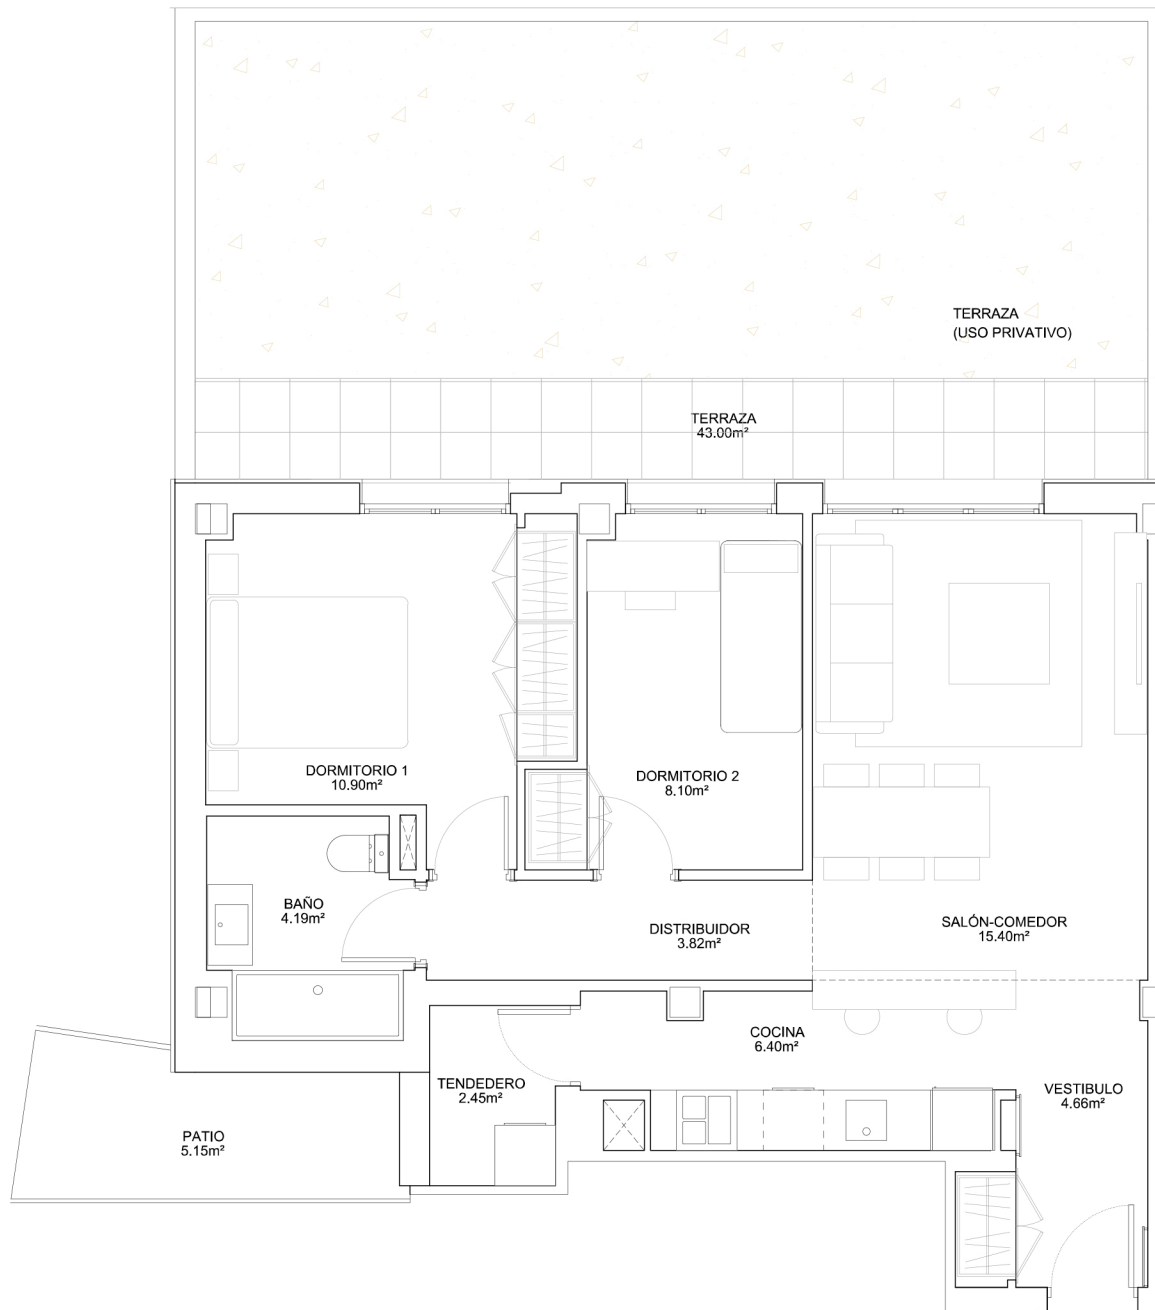 TERRAZA
(USO PRIVATIVO)
TERRAZA
43.00m²
DORMITORIO 1
10.90m²
DORMITORIO 2
8.10m²
BAÑO
4.19m²
DISTRIBUIDOR
3.82m²
SALÓN-COMEDOR
15.40m²
COCINA
6.40m²
TENDEDERO
2.45m²
VESTIBULO
4.66m²
PATIO
5.15m²